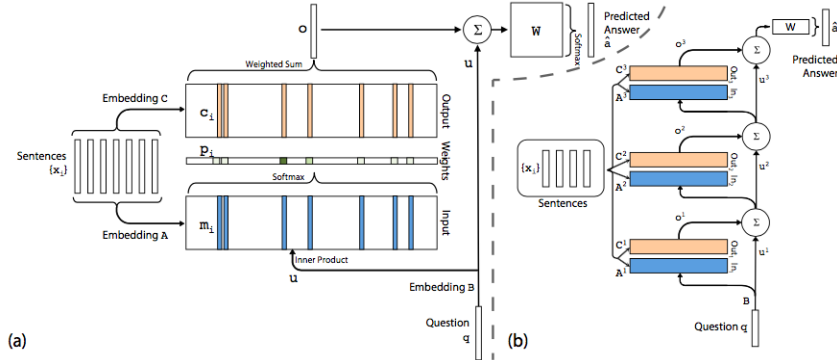 o
Weighted Sum
Embedding C
c_i
Output
Sentences
{x_i}
p_i
Weights
Softmax
m_i
Input
Embedding A
Inner Product
u
Embedding B
Question
q
(a)
Σ
u
W
Softmax
Predicted
Answer
â
(b)
W
â
Predicted
Answer
Σ
o³
u³
C³
A³
Out₃
In₃
Σ
o²
u²
{x_i}
Sentences
C²
A²
Out₂
In₂
Σ
o¹
u¹
C¹
A¹
Out₁
In₁
B
Question q